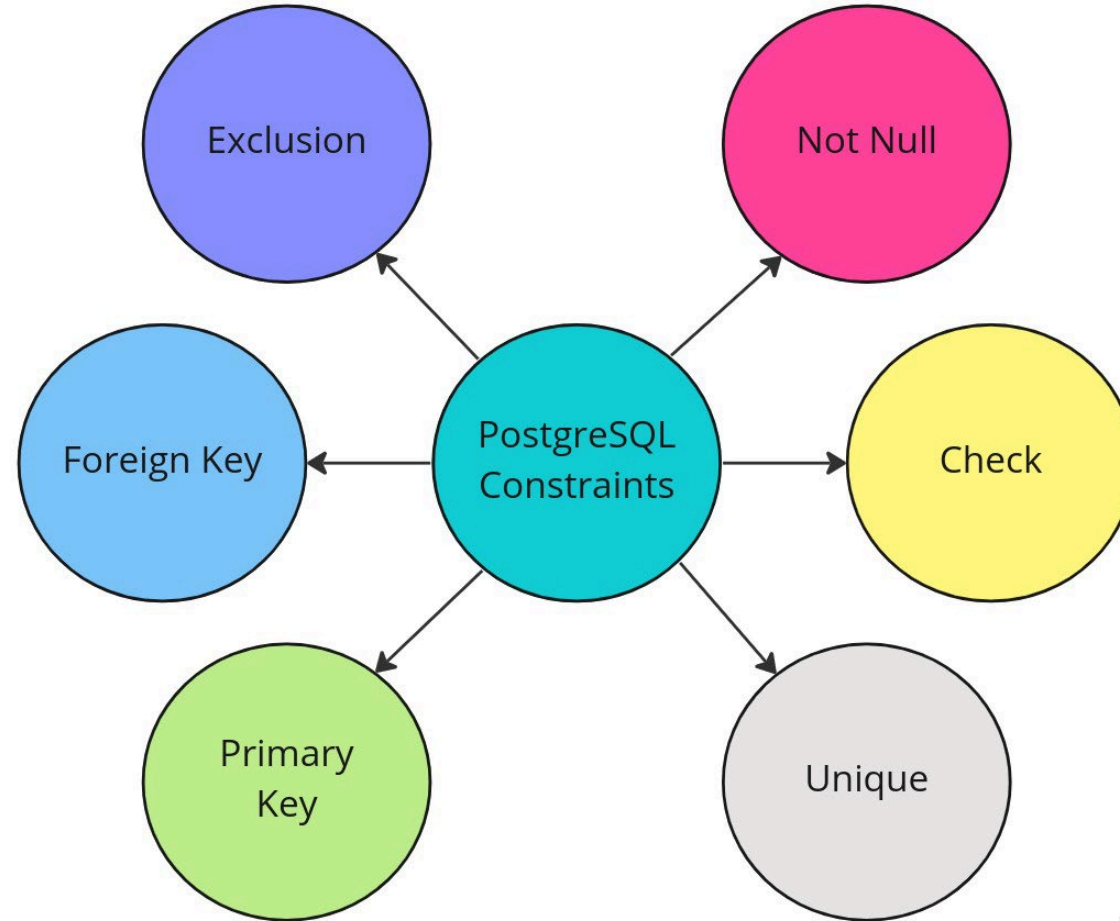 Exclusion
Not Null
Foreign Key
PostgreSQL
Constraints
Check
Primary
Key
Unique